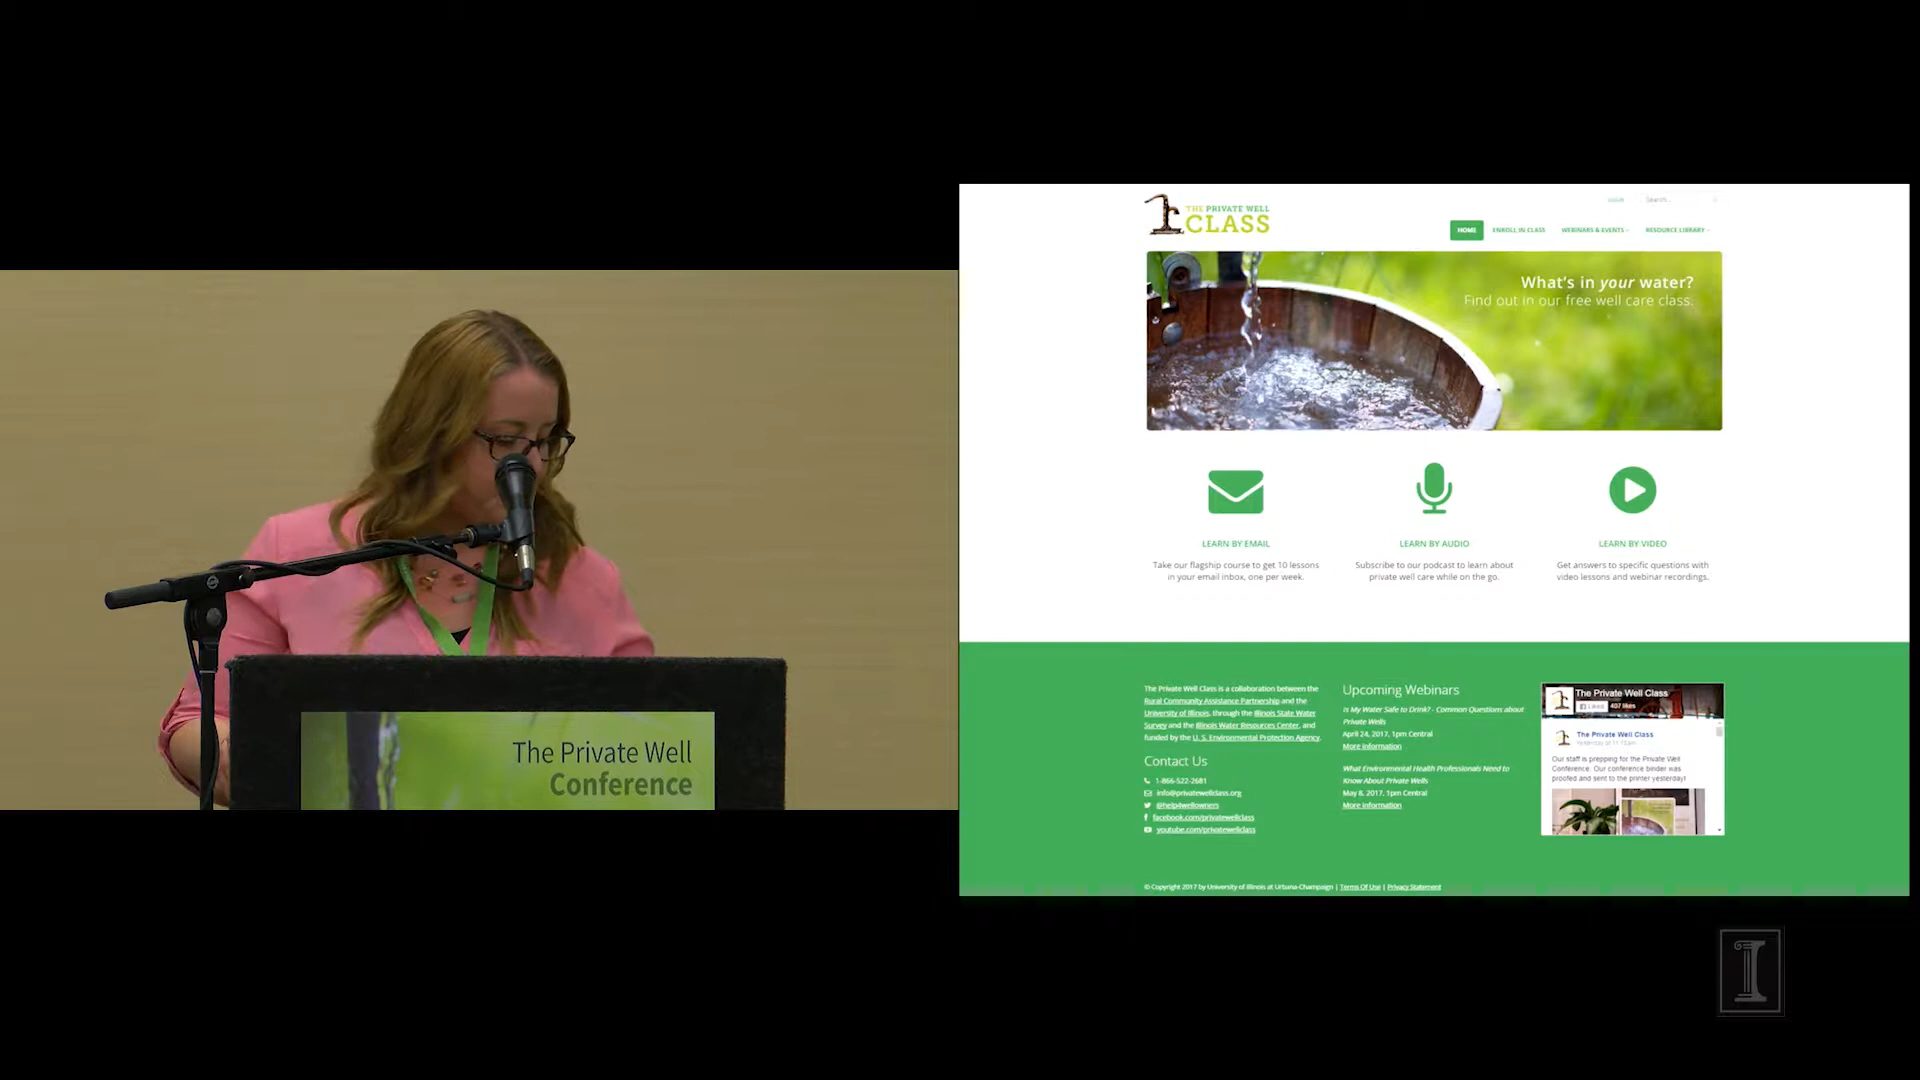 The Private Well
Conference
THE PRIVATE WELL
CLASS
LOGIN
Search...
HOME
ENROLL IN CLASS
WEBINARS & EVENTS
RESOURCE LIBRARY
What's in your water?
Find out in our free well care class.
LEARN BY EMAIL
Take our flagship course to get 10 lessons
in your email inbox, one per week.
LEARN BY AUDIO
Subscribe to our podcast to learn about
private well care while on the go.
LEARN BY VIDEO
Get answers to specific questions with
video lessons and webinar recordings.
The Private Well Class is a collaboration between the
Rural Community Assistance Partnership and the
University of Illinois, through the Illinois State Water
Survey and the Illinois Water Resources Center, and
funded by the U. S. Environmental Protection Agency.
Contact Us
1-866-522-2681
info@privatewellclass.org
@help4wellowners
facebook.com/privatewellclass
youtube.com/privatewellclass
Upcoming Webinars
Is My Water Safe to Drink? - Common Questions about
Private Wells
April 24, 2017, 1pm Central
More information
What Environmental Health Professionals Need to
Know About Private Wells
May 8, 2017, 1pm Central
More information
The Private Well Class
Liked
407 likes
The Private Well Class
Our staff is prepping for the Private Well
Conference. Our conference binder was
proofed and sent to the printer yesterday!
© Copyright 2017 by University of Illinois at Urbana-Champaign | Terms Of Use | Privacy Statement
I